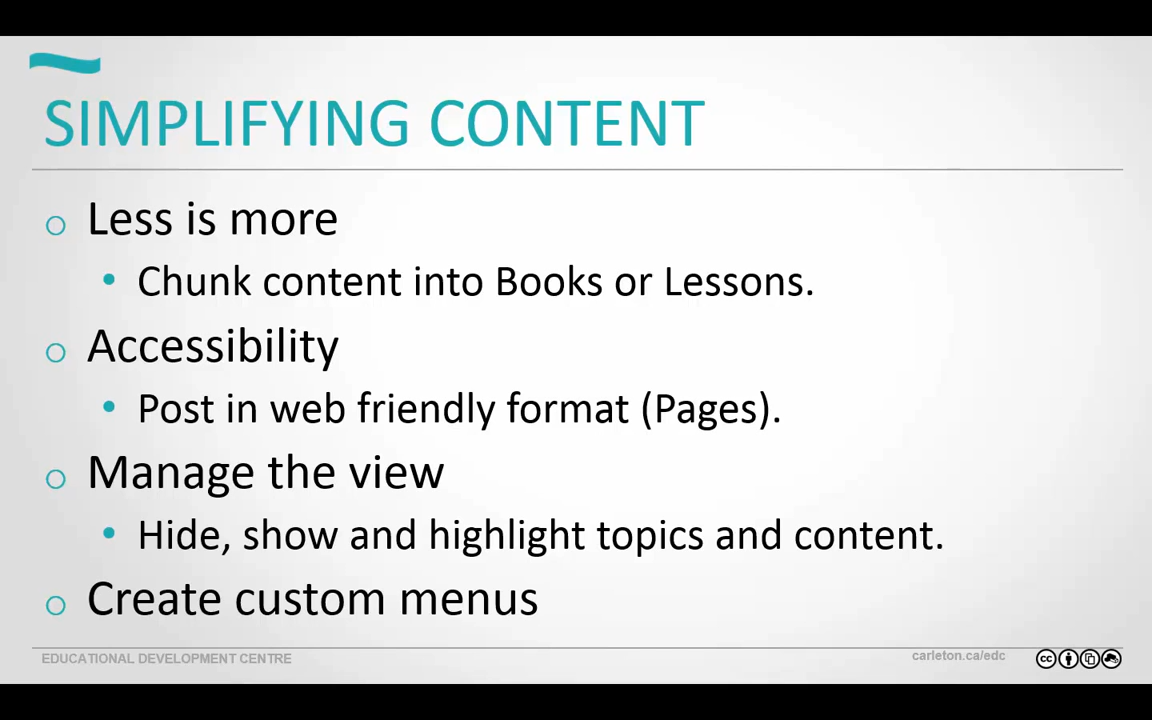 SIMPLIFYING CONTENT
Less is more
Chunk content into Books or Lessons.
Accessibility
Post in web friendly format (Pages).
Manage the view
Hide, show and highlight topics and content.
Create custom menus
EDUCATIONAL DEVELOPMENT CENTRE
carleton.ca/edc
cc